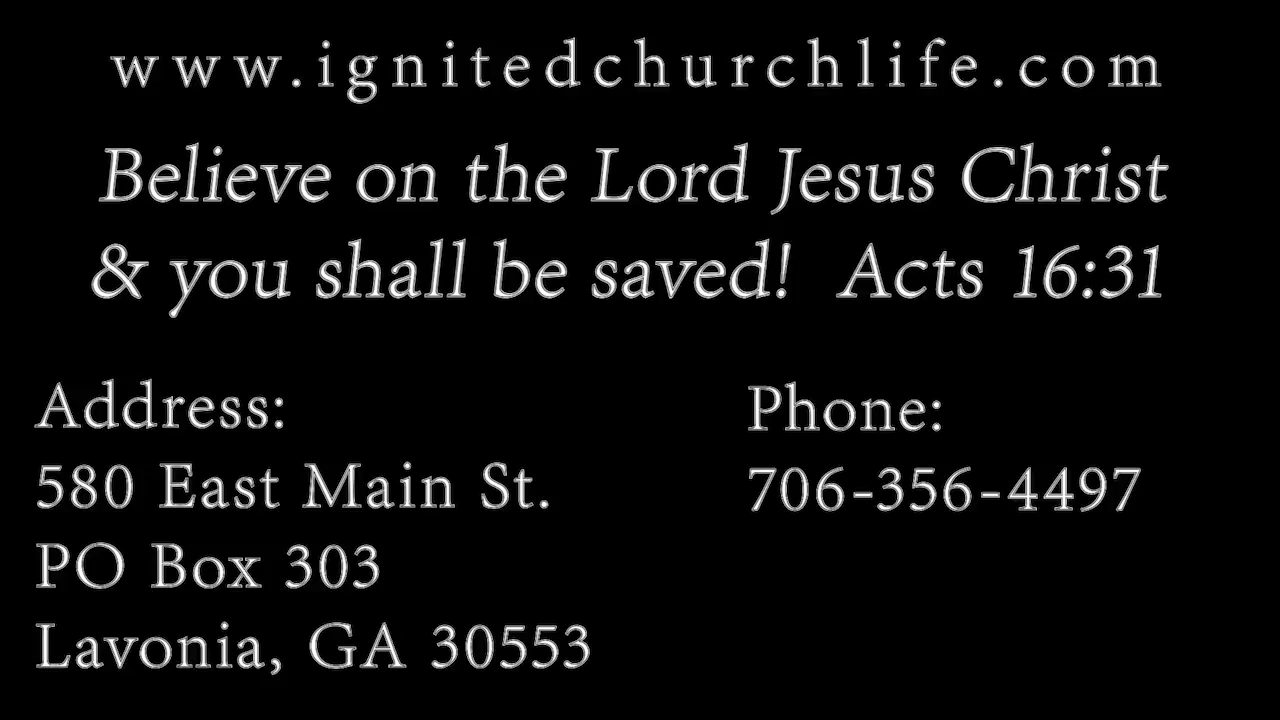 www.ignitedchurchlife.com
Believe on the Lord Jesus Christ
& you shall be saved!  Acts 16:31
Address:
580 East Main St.
PO Box 303
Lavonia, GA 30553
Phone:
706-356-4497